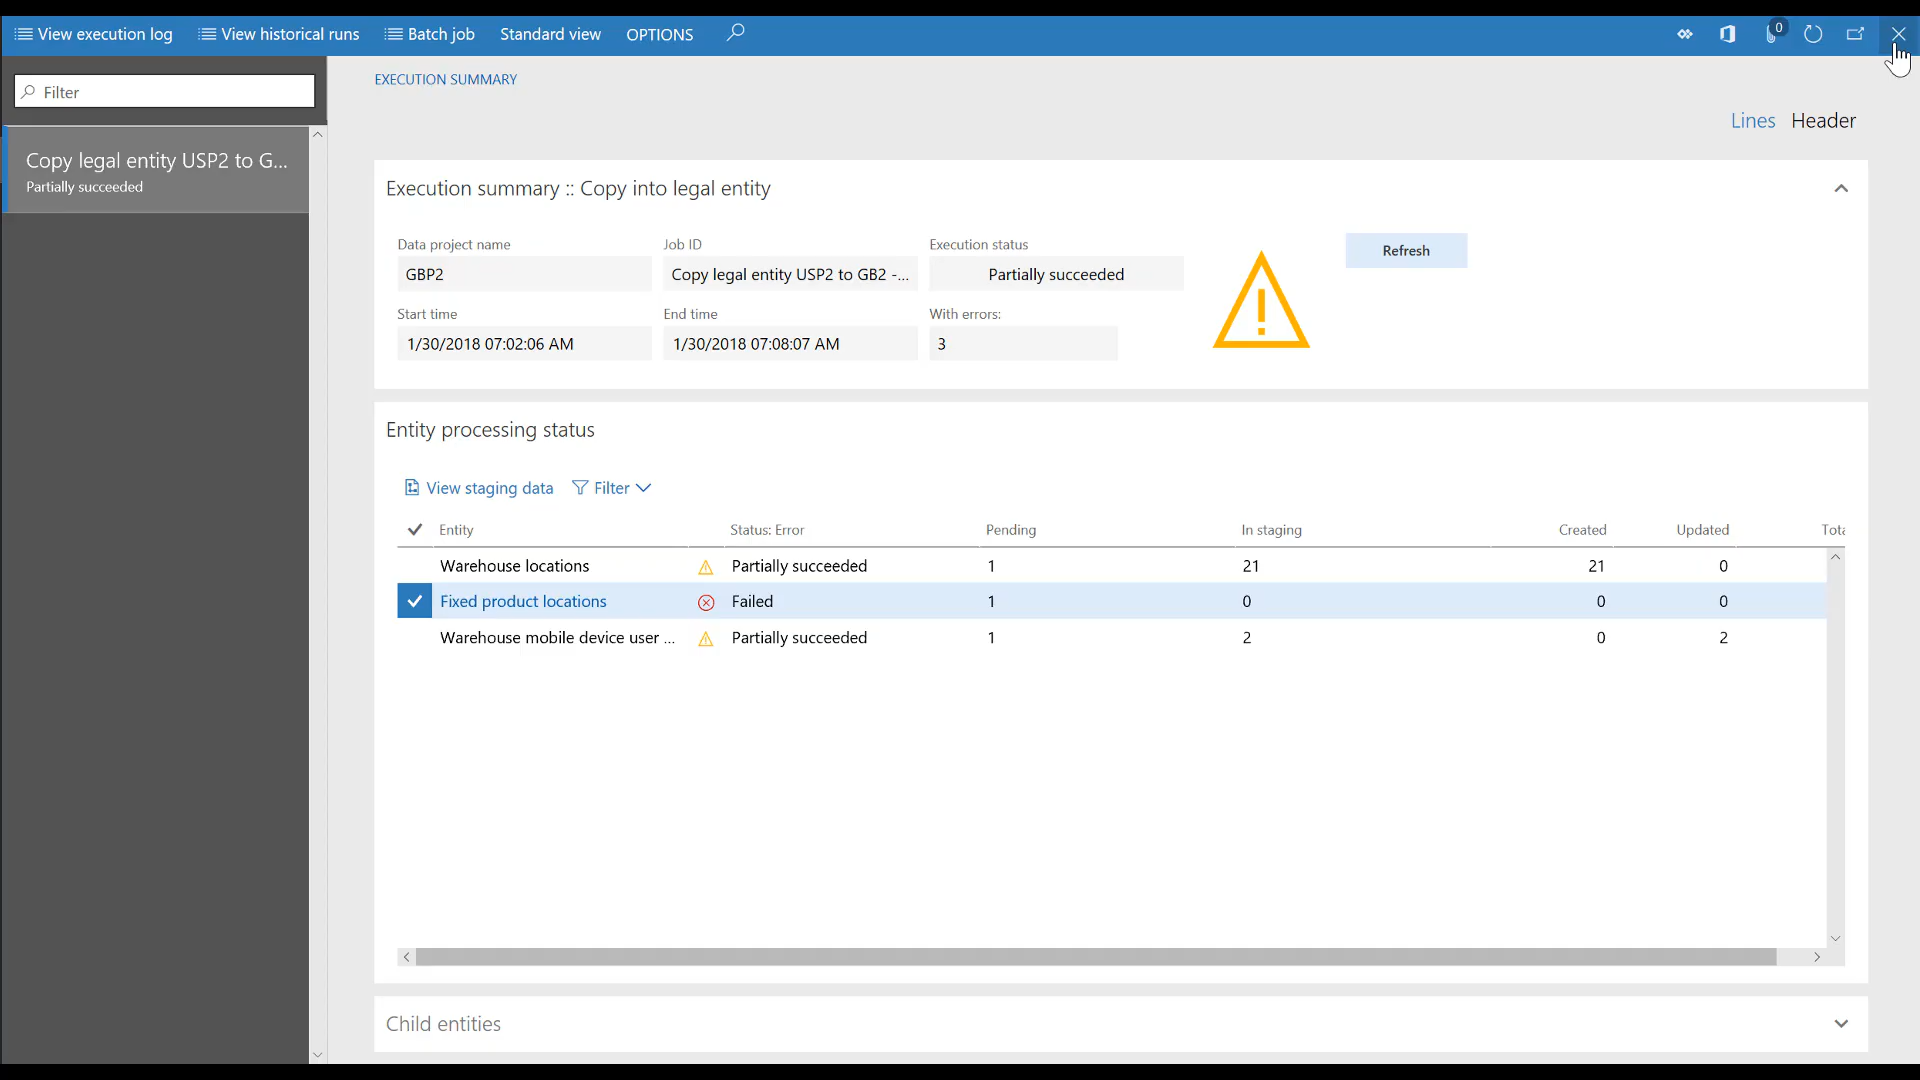 View execution log View historical runs Batch job Standard view OPTIONS 0
Filter
EXECUTION SUMMARY
Lines Header
Copy legal entity USP2 to G...
Partially succeeded
Execution summary :: Copy into legal entity
Data project name Job ID Execution status
Refresh
GBP2 Copy legal entity USP2 to GB2 -... Partially succeeded
Start time End time With errors:
1/30/2018 07:02:06 AM 1/30/2018 07:08:07 AM 3
Entity processing status
View staging data Filter
Entity Status: Error Pending In staging Created Updated Tota
Warehouse locations Partially succeeded 1 21 21 0
Fixed product locations Failed 1 0 0 0
Warehouse mobile device user ... Partially succeeded 1 2 0 2
Child entities